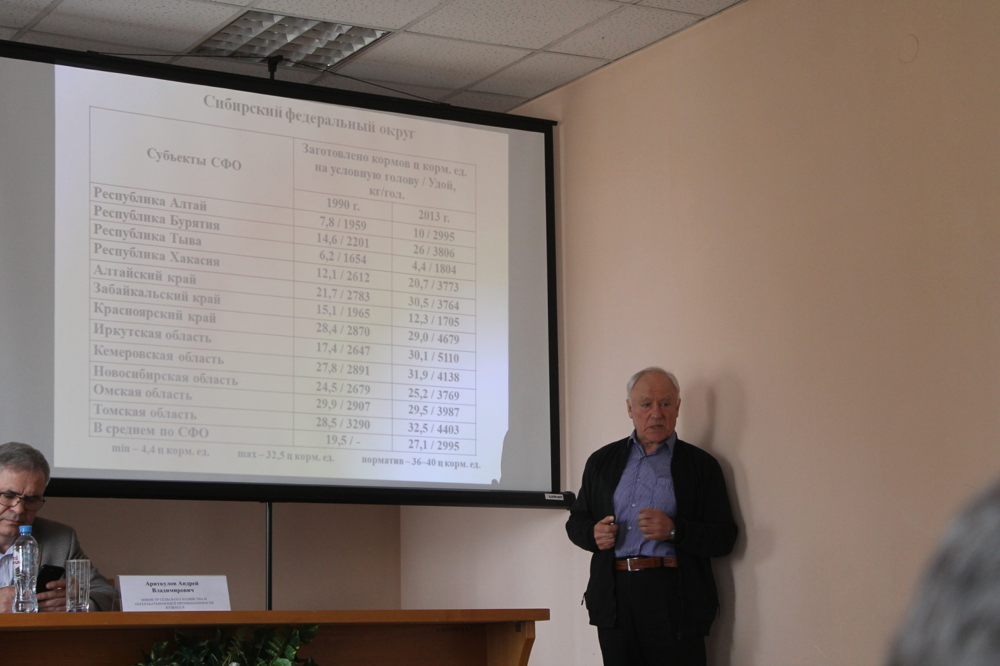 Сибирский федеральный округ
Субъекты СФО
Заготовлено кормов ц корм. ед.
на условную голову / Удой,
кг/гол.
1990 г. 2013 г.
Республика Алтай 7,8 / 1959 10 / 2995
Республика Бурятия 14,6 / 2201 26 / 3806
Республика Тыва 6,2 / 1654 4,4 / 1804
Республика Хакасия 12,1 / 2612 20,7 / 3773
Алтайский край 21,7 / 2783 30,5 / 3764
Забайкальский край 15,1 / 1965 12,3 / 1705
Красноярский край 28,4 / 2870 29,0 / 4679
Иркутская область 17,4 / 2647 30,1 / 5110
Кемеровская область 27,8 / 2891 31,9 / 4138
Новосибирская область 24,5 / 2679 25,2 / 3769
Омская область 29,9 / 2907 29,5 / 3987
Томская область 28,5 / 3290 32,5 / 4403
В среднем по СФО 19,5 / - 27,1 / 2995
min – 4,4 ц корм. ед. max – 32,5 ц корм. ед. норматив – 36–40 ц корм. ед.
Lumien
Ариткулов Андрей
Владимирович
МИНИСТР СЕЛЬСКОГО ХОЗЯЙСТВА И
ПЕРЕРАБАТЫВАЮЩЕЙ ПРОМЫШЛЕННОСТИ
КУЗБАССА